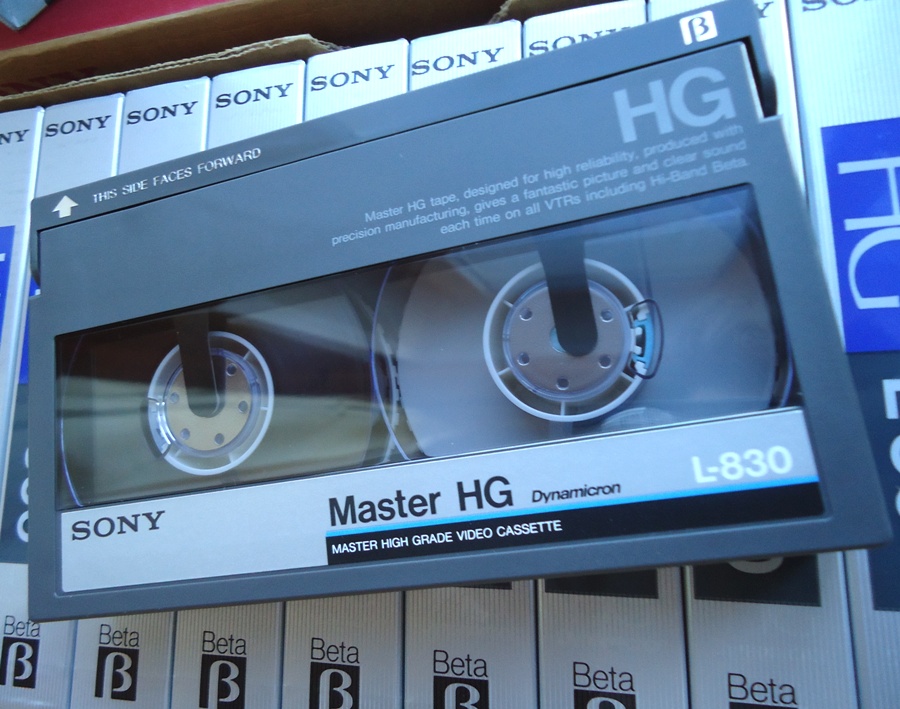 SONY
SONY
SONY
SONY
SONY
SONY
β
HG
THIS SIDE FACES FORWARD
Master HG tape, designed for high reliability, produced with
precision manufacturing, gives a fantastic picture and clear sound
each time on all VTRs including Hi-Band Beta.
HG
L-830
Master HG Dynamicron
SONY
MASTER HIGH GRADE VIDEO CASSETTE
Beta
β
Beta
β
Beta
β
Beta
β
Beta
β
Beta
β
Beta